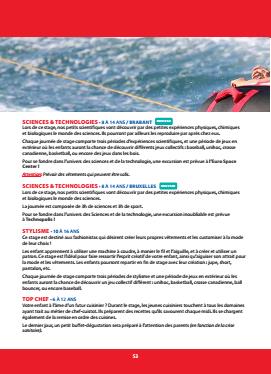 SCIENCES & TECHNOLOGIES - 8 À 14 ANS / BRABANT
Lors de ce stage, nos petits scientifiques vont découvrir par des petites expériences physiques, chimiques
et biologiques le monde des sciences. Ils pourront par ailleurs les reproduire par après chez eux.
Chaque journée de stage comporte trois périodes d'expériences scientifiques, et une période de jeux en
extérieur où les enfants auront la chance de découvrir différents jeux collectifs : baseball, unihoc, crosse
canadienne, basketball, ou encore des jeux dans les bois.
Pour se fondre dans l'univers des sciences et de la technologie, une excursion est prévue à l'Euro Space
Center !
Attention: Prévoir des vêtements qui peuvent être salis.
SCIENCES & TECHNOLOGIES - 8 À 14 ANS / BRUXELLES
Lors de ce stage, nos petits scientifiques vont découvrir par des petites expériences physiques, chimiques
et biologiques le monde des sciences.
La journée est composée de 3h de sciences et 3h de sport.
Pour se fondre dans l'univers des Sciences et de la technologie, une excursion inoubliable est prévue
à Technopolis !
STYLISME - 10 À 16 ANS
Ce stage est destiné aux fashionistas qui désirent créer leurs propres vêtements et les customiser à la mode
de leur choix !
Les enfants apprennent à utiliser une machine à coudre, à manier le fil et l'aiguille, et à créer et utiliser un
patron. Ce stage est l'idéal pour faire ressortir l'esprit créatif de votre enfant, ainsi qu'aiguiser son attrait pour
la mode et les vêtements. Les enfants pourront repartir en fin de stage avec leur création : jupe, short,
pantalon, etc.
Chaque journée de stage comporte trois périodes de stylisme et une période de jeux en extérieur où les
enfants auront la chance de découvrir un jeu collectif différent : unihoc, basketball, crosse canadienne, ball
bounces, ou encore baseball.
TOP CHEF - 6 À 12 ANS
Votre enfant a l'âme d'un futur cuisinier ? Durant le stage, les jeunes cuisiniers touchent à tous les domaines
ayant trait au métier de chef-cuistot. Ils préparent des recettes qu'ils savourent chaque midi. Ils se chargent
également de la remise en ordre des cuisines.
Le dernier jour, un petit buffet-dégustation sera préparé à l'attention des parents (en fonction de la crise
sanitaire).
53